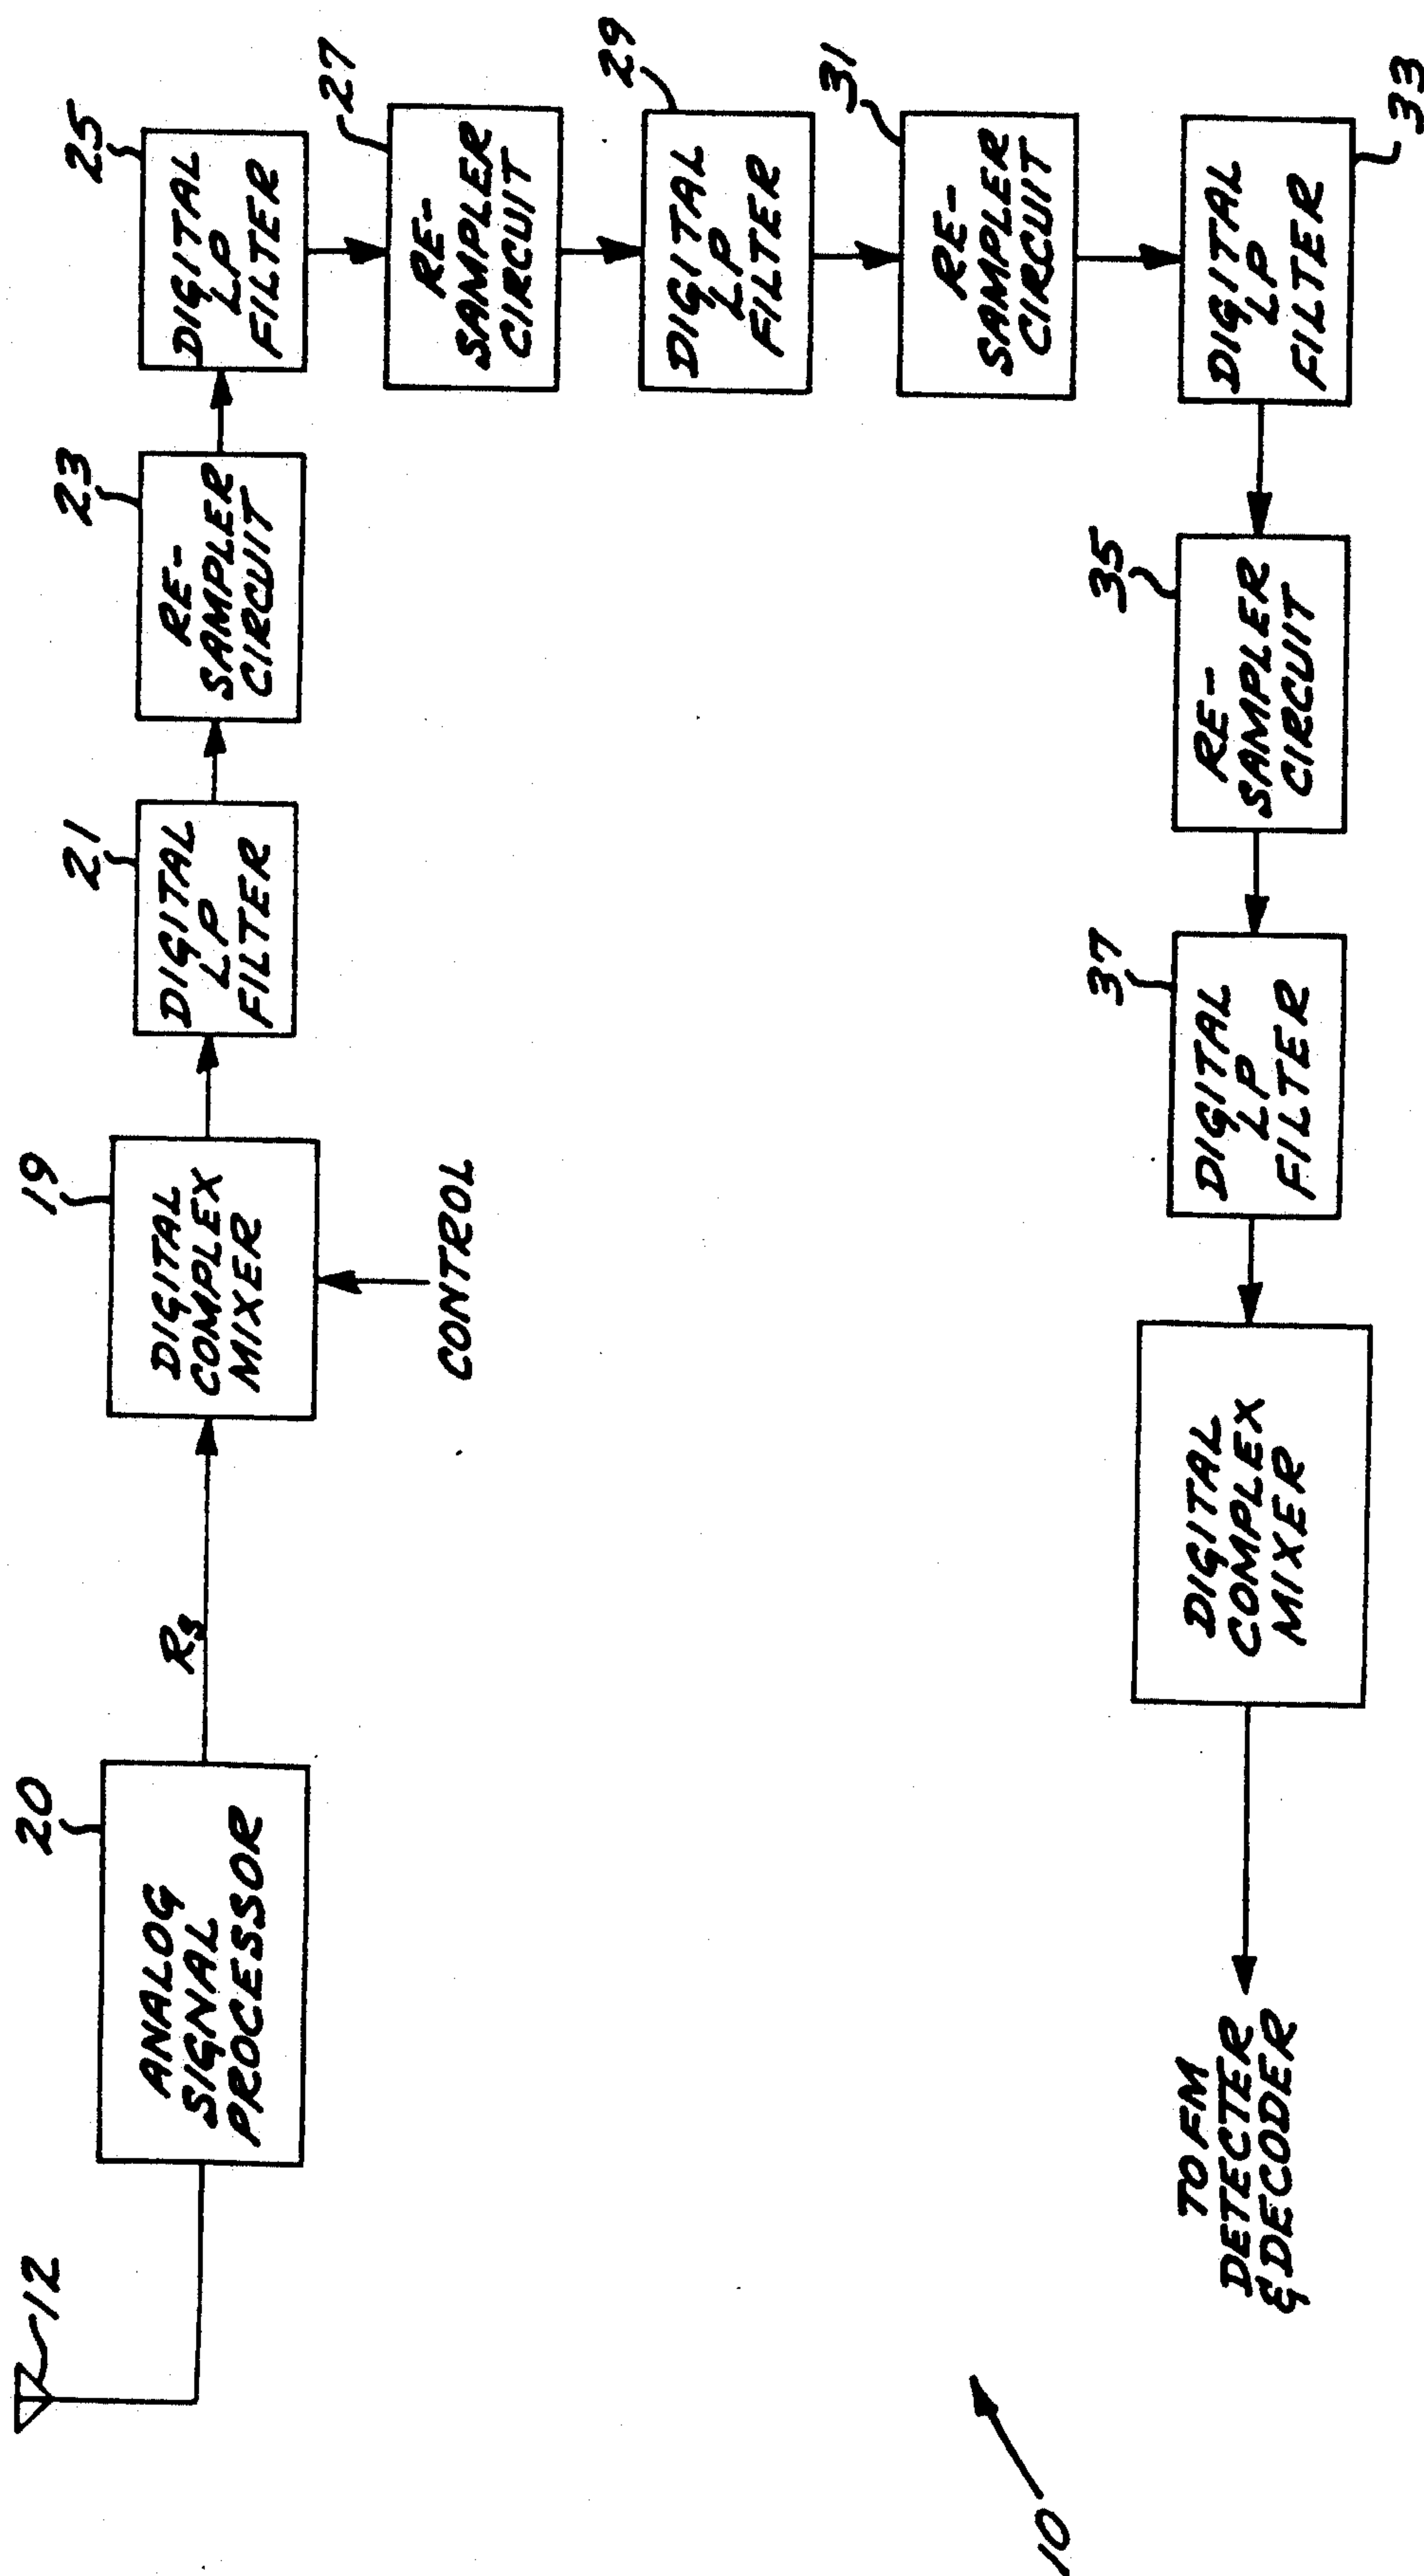 12
20
ANALOG
SIGNAL
PROCESSOR
R₃
19
DIGITAL
COMPLEX
MIXER
CONTROL
21
DIGITAL
LP
FILTER
23
RE-
SAMPLER
CIRCUIT
25
DIGITAL
LP
FILTER
27
RE-
SAMPLER
CIRCUIT
29
DIGITAL
LP
FILTER
31
RE-
SAMPLER
CIRCUIT
33
DIGITAL
LP
FILTER
35
RE-
SAMPLER
CIRCUIT
37
DIGITAL
LP
FILTER
DIGITAL
COMPLEX
MIXER
TO FM
DETECTER
& DECODER
10